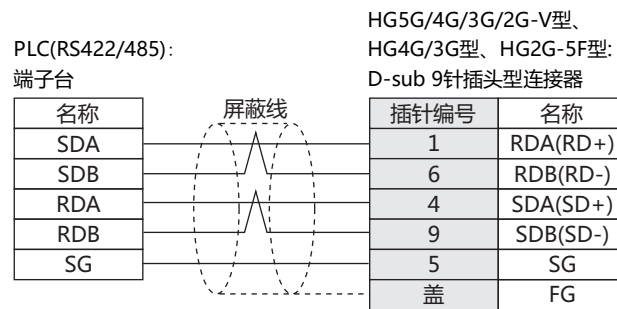 HG5G/4G/3G/2G-V型、
PLC(RS422/485): HG4G/3G型、HG2G-5F型:
端子台 D-sub 9针插头型连接器
名称 屏蔽线 插针编号 名称
SDA 1 RDA(RD+)
SDB 6 RDB(RD-)
RDA 4 SDA(SD+)
RDB 9 SDB(SD-)
SG 5 SG
盖 FG